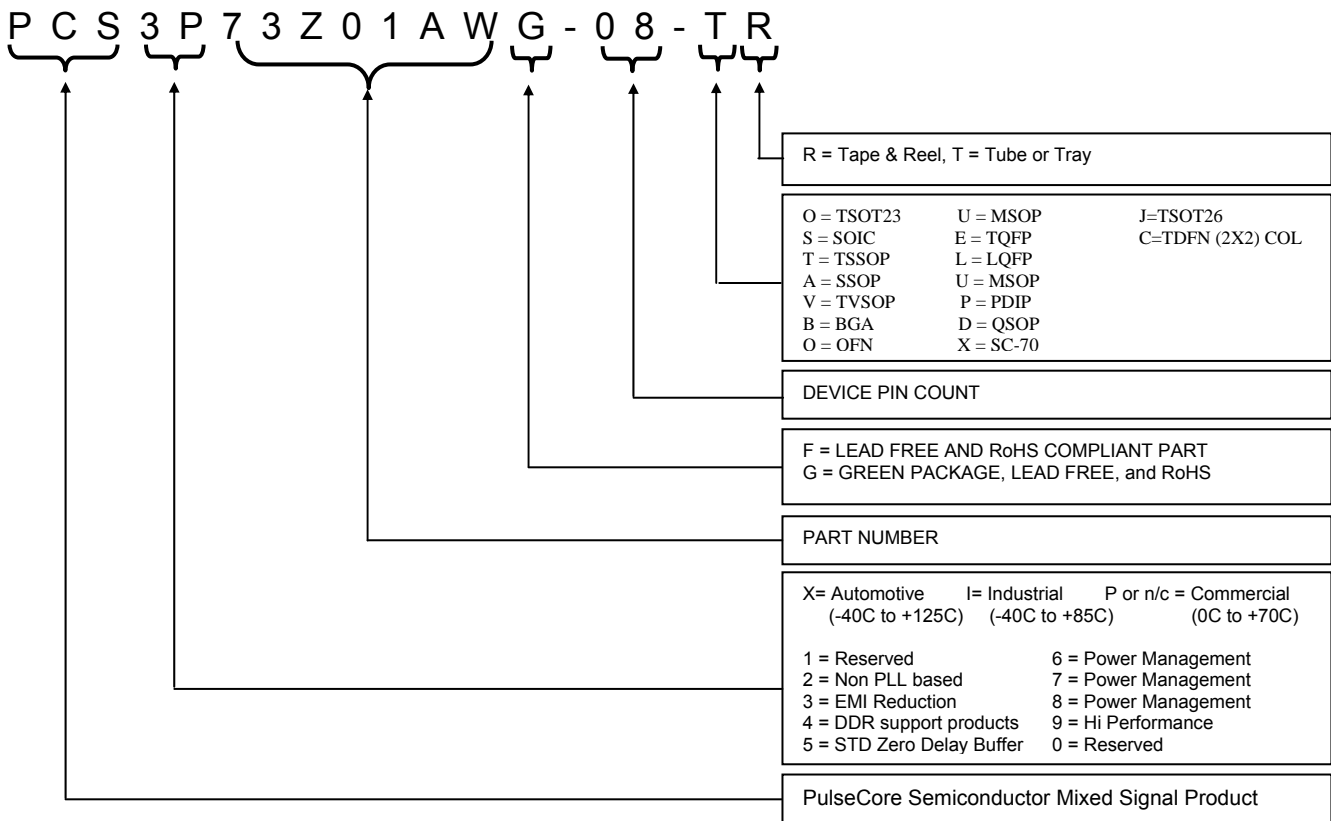 P C S 3 P 7 3 Z 0 1 A W G - 0 8 - T R
R = Tape & Reel, T = Tube or Tray
O = TSOT23 U = MSOP J=TSOT26
S = SOIC E = TQFP C=TDFN (2X2) COL
T = TSSOP L = LQFP
A = SSOP U = MSOP
V = TVSOP P = PDIP
B = BGA D = QSOP
O = OFN X = SC-70
DEVICE PIN COUNT
F = LEAD FREE AND RoHS COMPLIANT PART
G = GREEN PACKAGE, LEAD FREE, and RoHS
PART NUMBER
X= Automotive I= Industrial P or n/c = Commercial
(-40C to +125C) (-40C to +85C) (0C to +70C)
1 = Reserved 6 = Power Management
2 = Non PLL based 7 = Power Management
3 = EMI Reduction 8 = Power Management
4 = DDR support products 9 = Hi Performance
5 = STD Zero Delay Buffer 0 = Reserved
PulseCore Semiconductor Mixed Signal Product